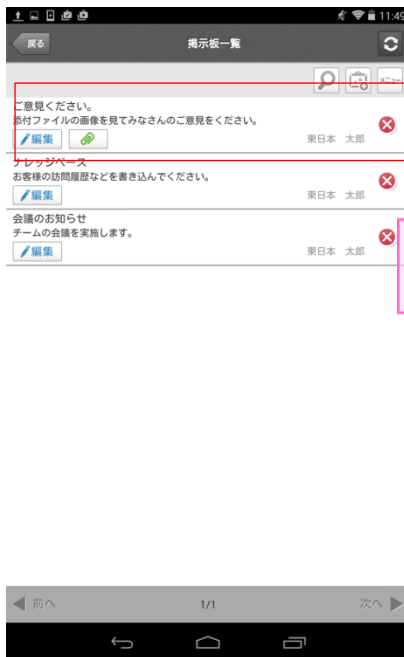 11:49
戻る
掲示板一覧
メニュー
ご意見ください。
添付ファイルの画像を見てみなさんのご意見をください。
編集
東日本 太郎
ナレッジベース
お客様の訪問履歴などを書き込んでください。
編集
東日本 太郎
会議のお知らせ
チームの会議を実施します。
編集
東日本 太郎
前へ
1/1
次へ